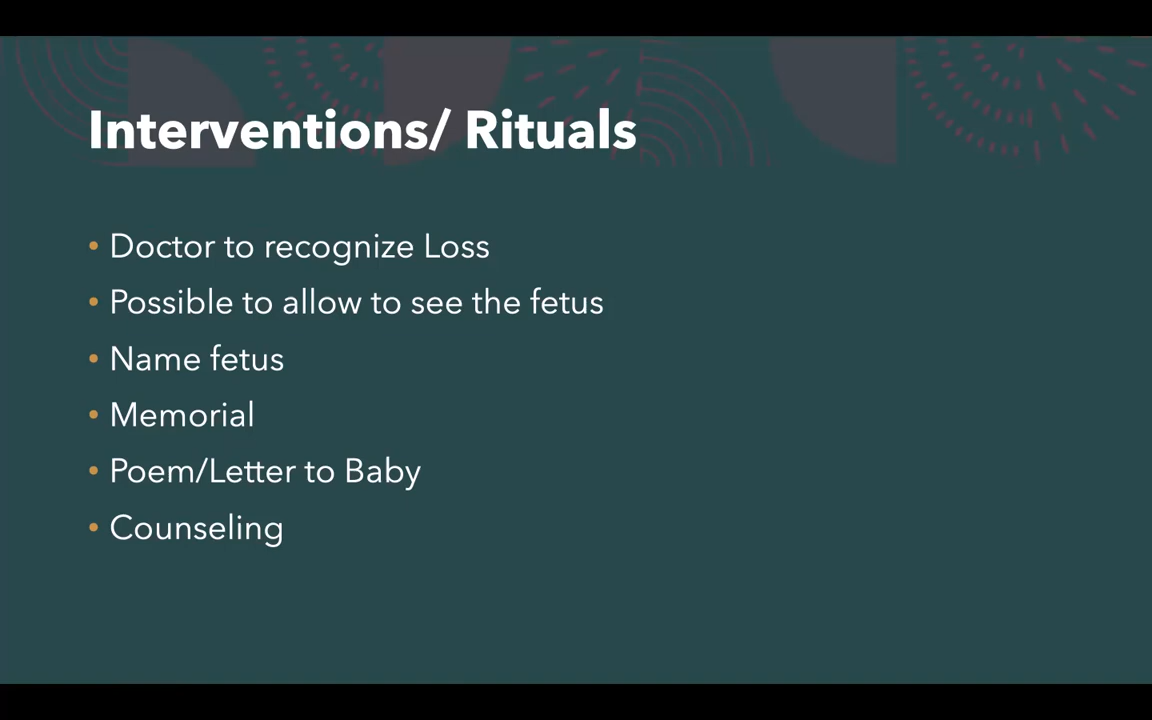 Interventions/ Rituals
• Doctor to recognize Loss
• Possible to allow to see the fetus
• Name fetus
• Memorial
• Poem/Letter to Baby
• Counseling